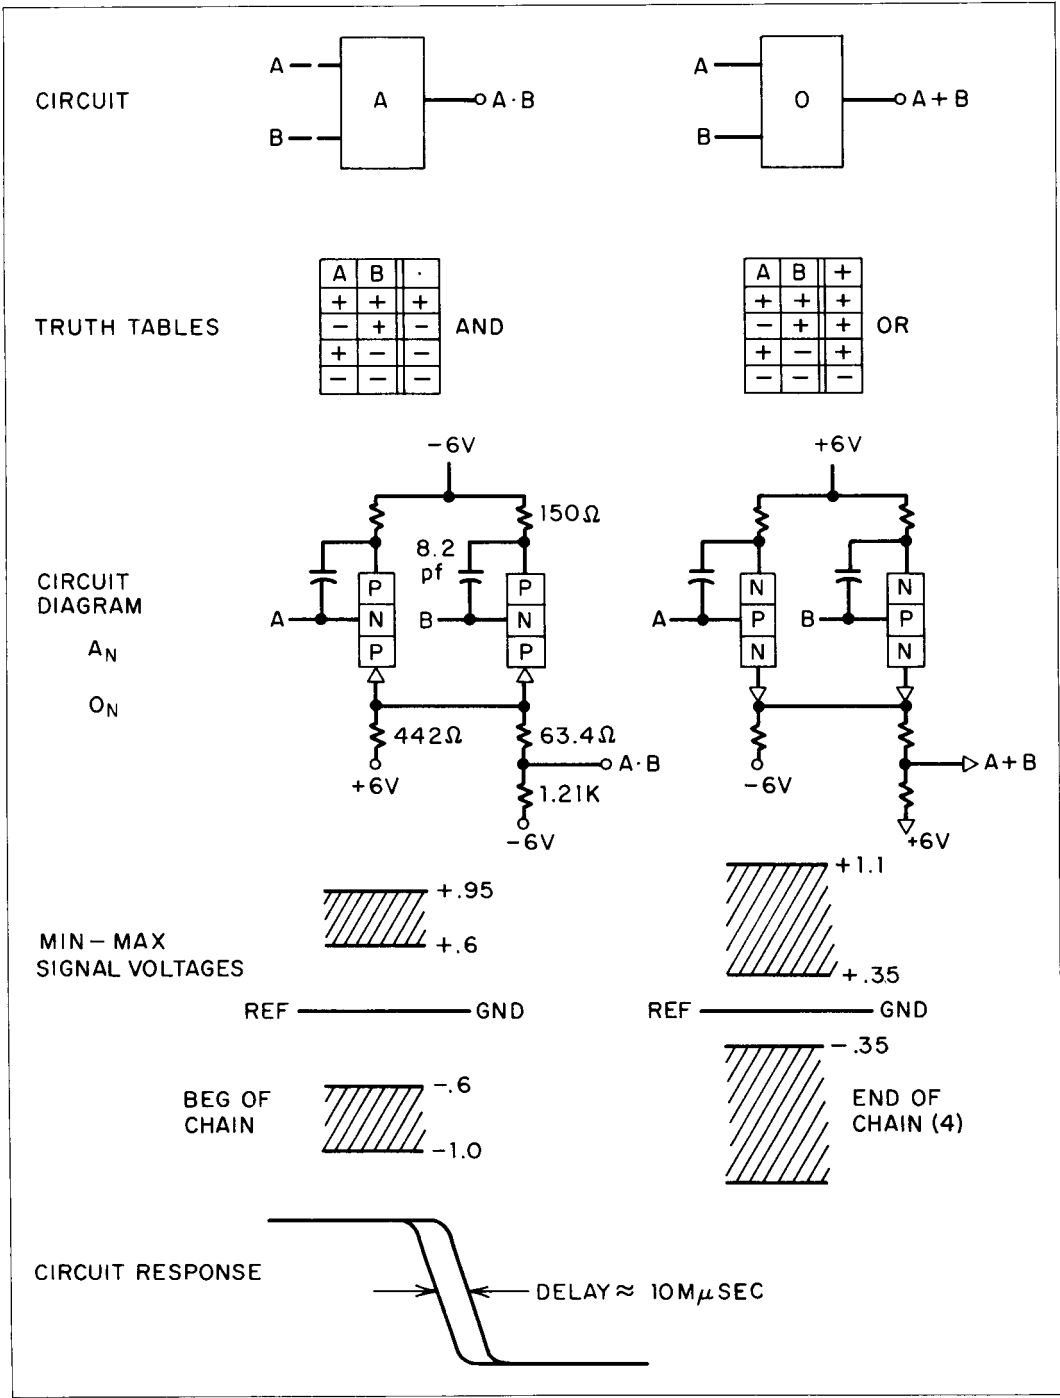 CIRCUIT
A
B
A
A·B
A
B
O
A+B
TRUTH TABLES
A B ·
+ + +
− + −
+ − −
− − −
AND
A B +
+ + +
− + +
+ − +
− − −
OR
CIRCUIT
DIAGRAM
A_N
O_N
−6V
150Ω
8.2
pf
P
N
P
P
N
P
A
B
442Ω
+6V
63.4Ω
A·B
1.21K
−6V
+6V
N
P
N
N
P
N
A
B
−6V
A+B
+6V
MIN−MAX
SIGNAL VOLTAGES
+.95
+.6
REF
GND
BEG OF
CHAIN
−.6
−1.0
+1.1
+.35
REF
GND
−.35
END OF
CHAIN (4)
CIRCUIT RESPONSE
DELAY ≈ 10MμSEC